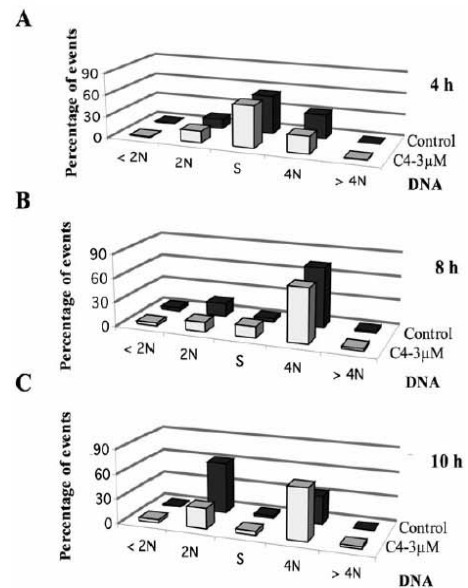 A
Percentage of events
90
60
30
0
4 h
Control
C4-3µM
< 2N 2N S 4N > 4N
DNA
B
Percentage of events
90
60
30
0
8 h
Control
C4-3µM
< 2N 2N S 4N > 4N
DNA
C
Percentage of events
90
60
30
0
10 h
Control
C4-3µM
< 2N 2N S 4N > 4N
DNA